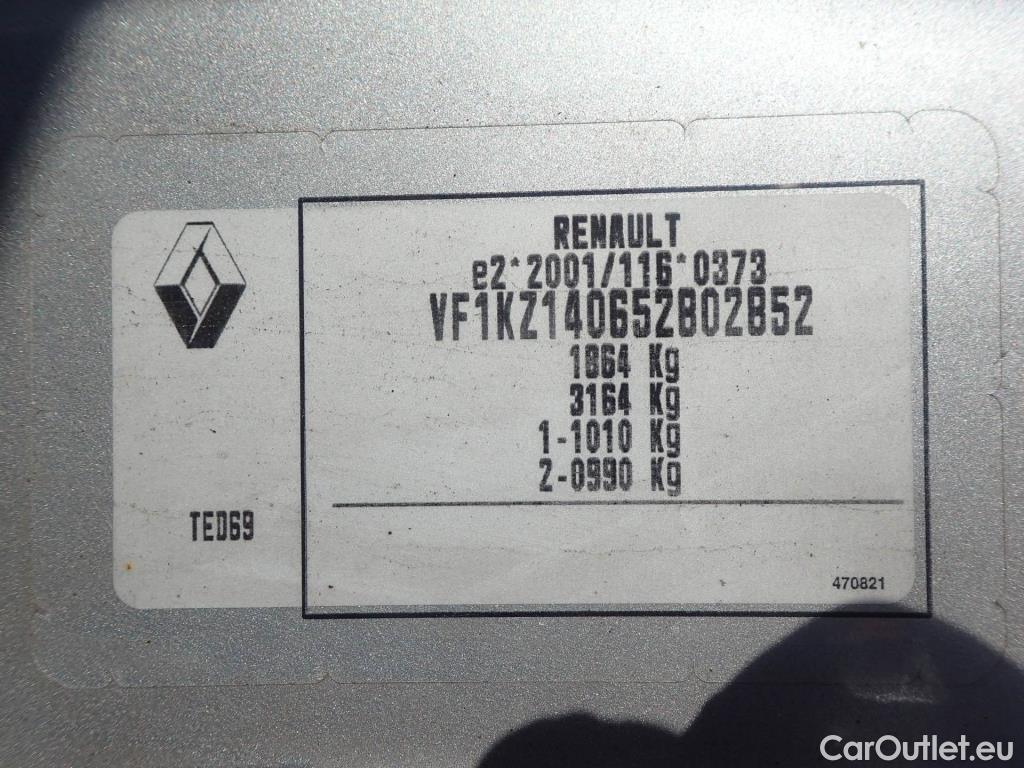 RENAULT
e2*2001/116*0373
VF1KZ140652802852
1864 Kg
3164 Kg
1-1010 Kg
2-0990 Kg
TED69
470821
CarOutlet.eu